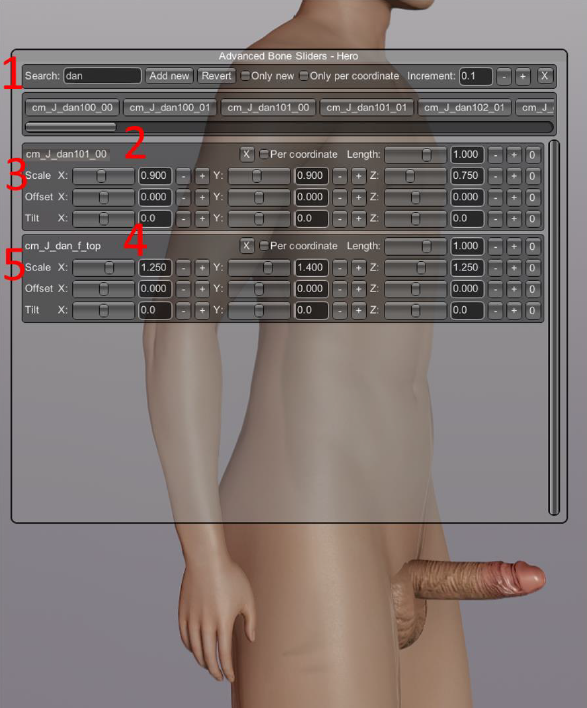 Advanced Bone Sliders - Hero
1 Search: dan Add new Revert Only new Only per coordinate Increment: 0.1 - + X
cm_J_dan100_00 cm_J_dan100_01 cm_J_dan101_00 cm_J_dan101_01 cm_J_dan102_01 cm_J_
2
cm_J_dan101_00 X Per coordinate Length: 1.000 - + 0
3 Scale X: 0.900 - + Y: 0.900 - + Z: 0.750 - + 0
Offset X: 0.000 - + Y: 0.000 - + Z: 0.000 - + 0
Tilt X: 0.0 - + Y: 0.0 - + Z: 0.0 - + 0
4
cm_J_dan_f_top X Per coordinate Length: 1.000 - + 0
5 Scale X: 1.250 - + Y: 1.400 - + Z: 1.250 - + 0
Offset X: 0.000 - + Y: 0.000 - + Z: 0.000 - + 0
Tilt X: 0.0 - + Y: 0.0 - + Z: 0.0 - + 0